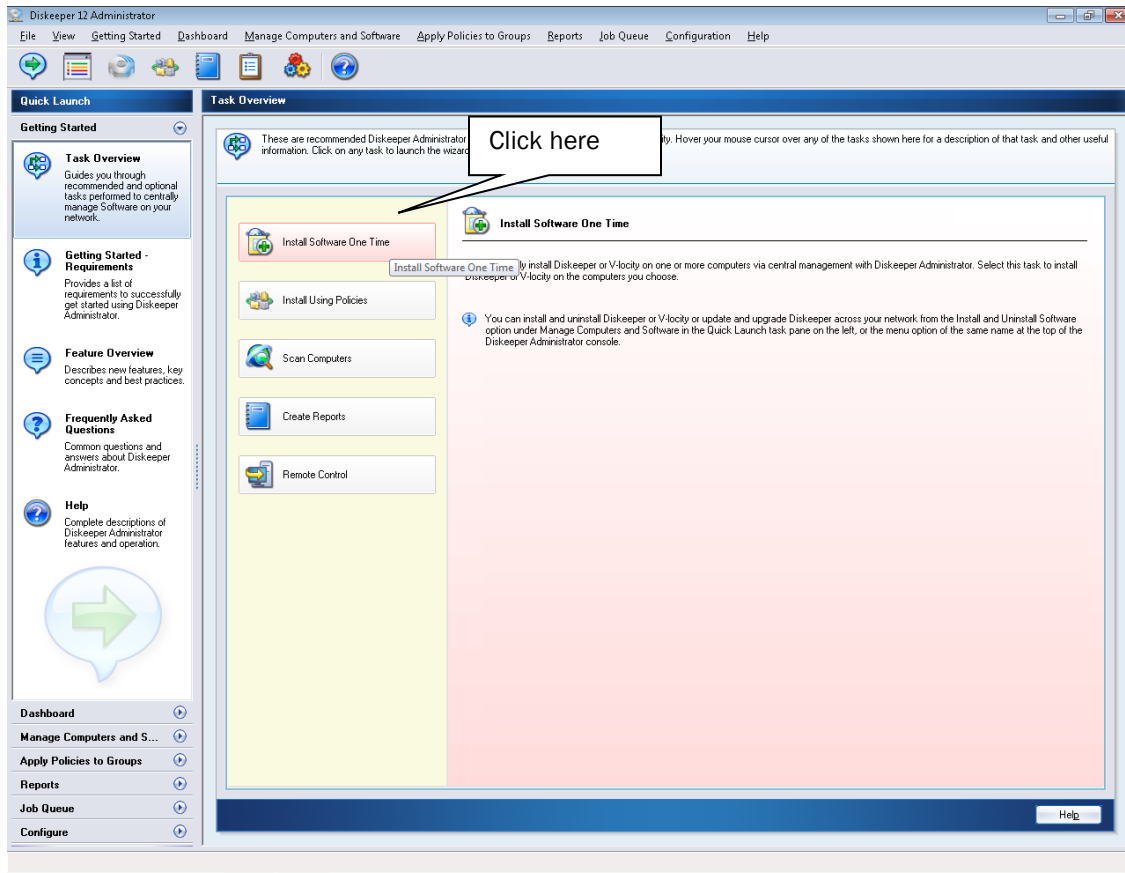 Diskeeper 12 Administrator
File View Getting Started Dashboard Manage Computers and Software Apply Policies to Groups Reports Job Queue Configuration Help
Quick Launch
Getting Started
Task Overview
Guides you through
recommended and optional
tasks performed to centrally
manage Software on your
network.
Getting Started -
Requirements
Provides a list of
requirements to successfully
get started using Diskeeper
Administrator.
Feature Overview
Describes new features, key
concepts and best practices.
Frequently Asked
Questions
Common questions and
answers about Diskeeper
Administrator.
Help
Complete descriptions of
Diskeeper Administrator
features and operation.
Dashboard
Manage Computers and S...
Apply Policies to Groups
Reports
Job Queue
Configure
Task Overview
These are recommended Diskeeper Administrator ity. Hover your mouse cursor over any of the tasks shown here for a description of that task and other useful
information. Click on any task to launch the wizard
Click here
Install Software One Time
Install Software One Time
Install Using Policies
Scan Computers
Create Reports
Remote Control
Install Software One Time
ly install Diskeeper or V-locity on one or more computers via central management with Diskeeper Administrator. Select this task to install
Diskeeper or V-locity on the computers you choose.
You can install and uninstall Diskeeper or V-locity or update and upgrade Diskeeper across your network from the Install and Uninstall Software
option under Manage Computers and Software in the Quick Launch task pane on the left, or the menu option of the same name at the top of the
Diskeeper Administrator console.
Help